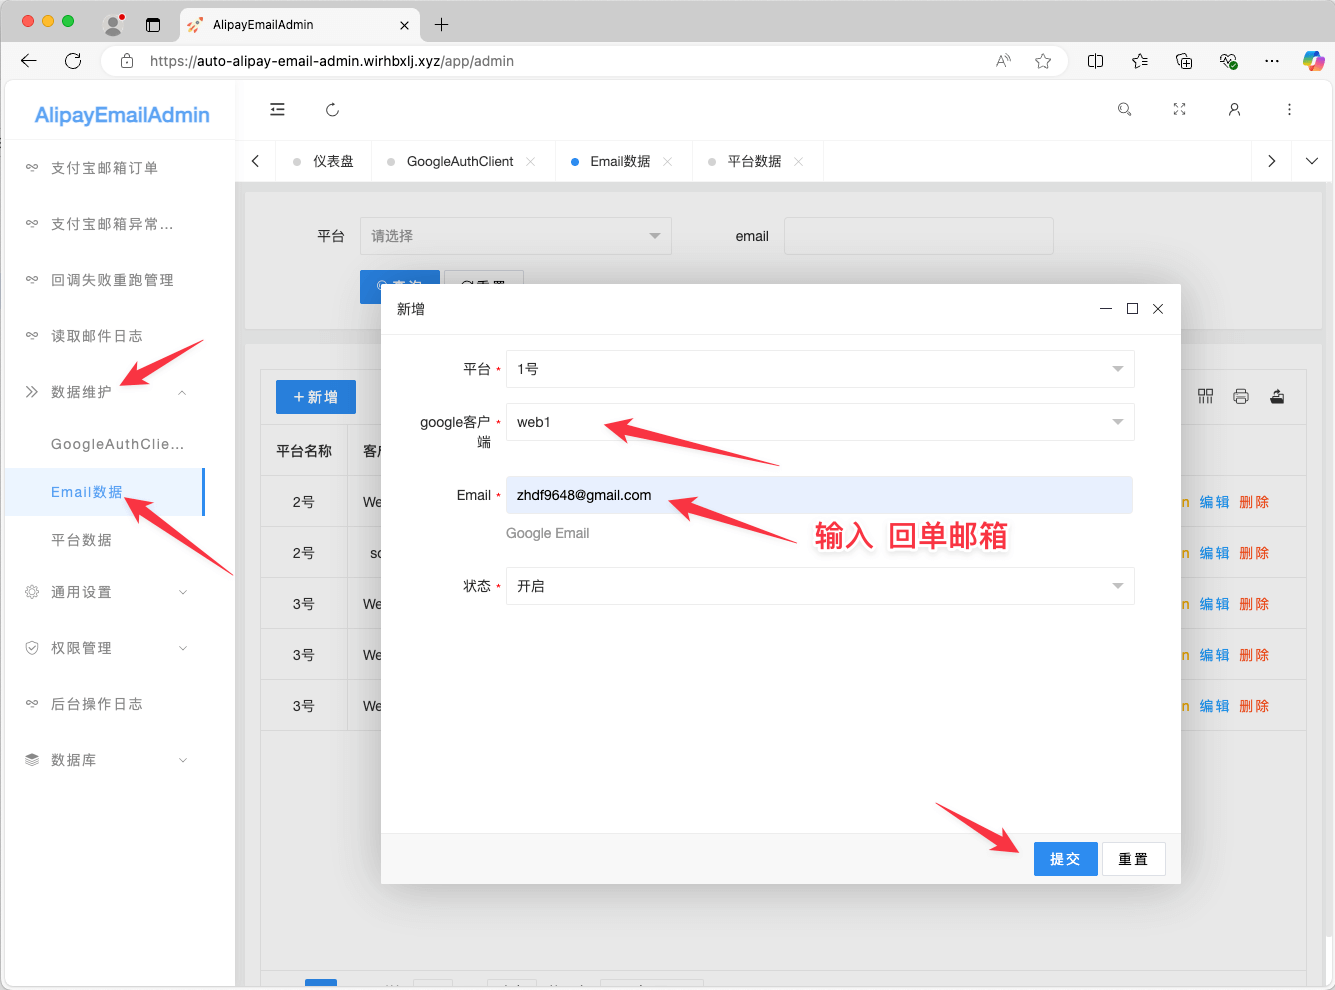 AlipayEmailAdmin
https://auto-alipay-email-admin.wirhbxlj.xyz/app/admin
AlipayEmailAdmin
支付宝邮箱订单
支付宝邮箱异常...
回调失败重跑管理
读取邮件日志
数据维护
GoogleAuthClie...
Email数据
平台数据
通用设置
权限管理
后台操作日志
数据库
仪表盘
GoogleAuthClient
Email数据
平台数据
平台
请选择
email
查询
重置
+新增
平台名称
2号
2号
3号
3号
3号
We
sc
We
We
We
新增
平台 *
1号
google客户端 *
web1
Email *
zhdf9648@gmail.com
Google Email
输入 回单邮箱
状态 *
开启
提交
重置
n 编辑 删除
n 编辑 删除
n 编辑 删除
n 编辑 删除
n 编辑 删除